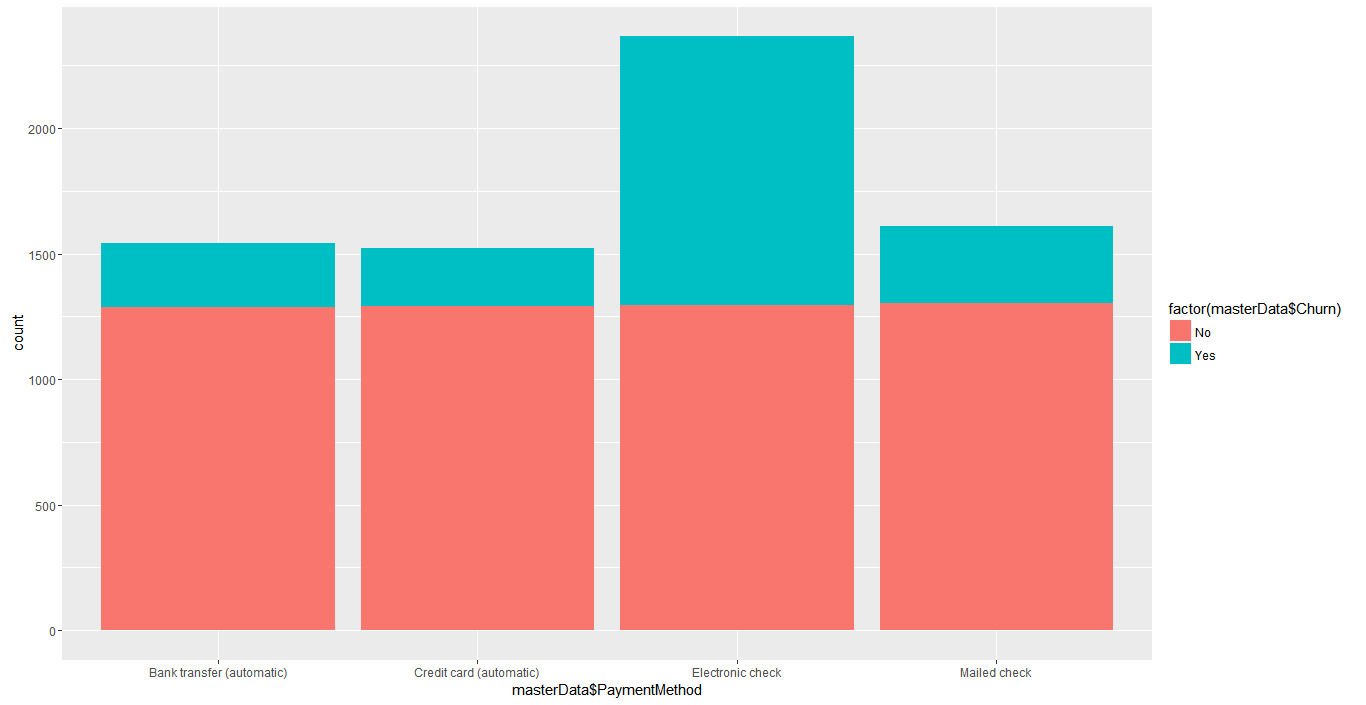 2000
1500
1000
500
0
count
Bank transfer (automatic)
Credit card (automatic)
Electronic check
Mailed check
masterData$PaymentMethod
factor(masterData$Churn)
No
Yes